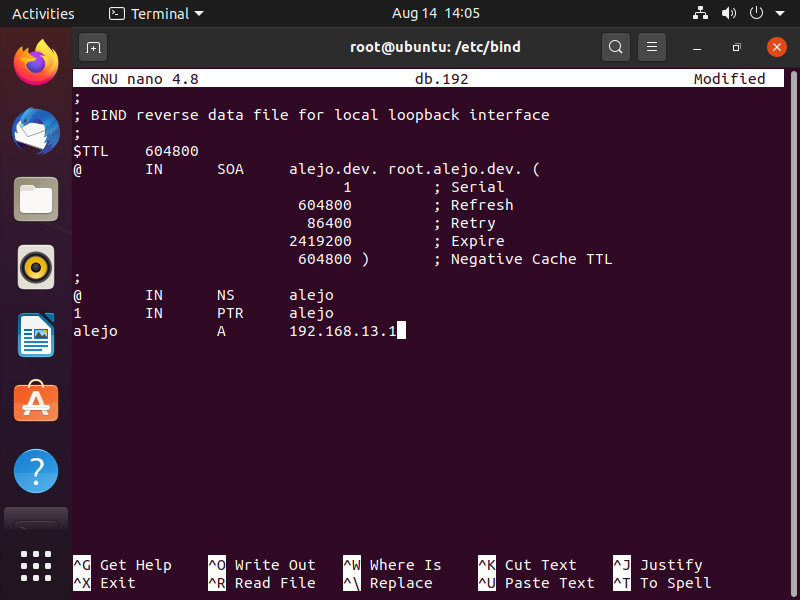 Activities Terminal Aug 14 14:05
root@ubuntu: /etc/bind
GNU nano 4.8 db.192 Modified
;
; BIND reverse data file for local loopback interface
;
$TTL 604800
@ IN SOA alejo.dev. root.alejo.dev. (
1 ; Serial
604800 ; Refresh
86400 ; Retry
2419200 ; Expire
604800 ) ; Negative Cache TTL
;
@ IN NS alejo
1 IN PTR alejo
alejo A 192.168.13.1
^G Get Help ^O Write Out ^W Where Is ^K Cut Text ^J Justify
^X Exit ^R Read File ^\ Replace ^U Paste Text ^T To Spell